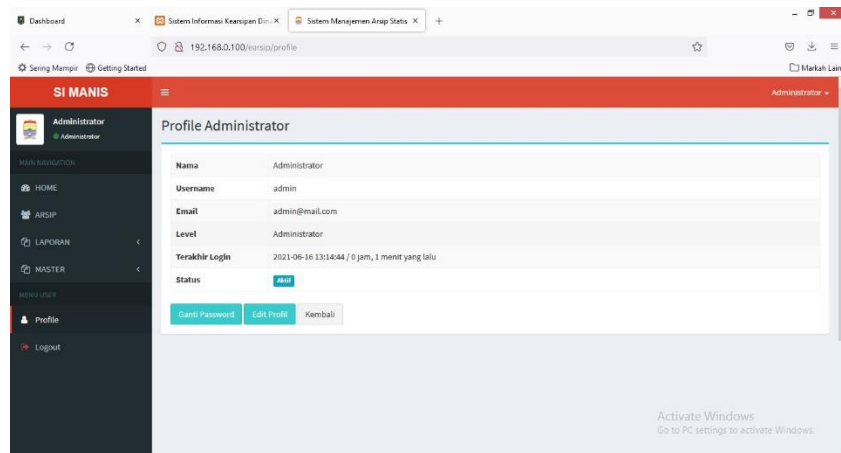 Dashboard
Sistem Informasi Kearsipan Din
Sistem Manajemen Arsip Statis
192.168.0.100/earsip/profile
Sering Mampir Getting Started Markah Lain
SI MANIS
Administrator
Administrator
Administrator
MAIN NAVIGATION
HOME
ARSIP
LAPORAN
MASTER
MENU USER
Profile
Logout
Profile Administrator
Nama Administrator
Username admin
Email admin@mail.com
Level Administrator
Terakhir Login 2021-06-16 13:14:44 / 0 jam, 1 menit yang lalu
Status Aktif
Ganti Password Edit Profil Kembali
Activate Windows
Go to PC settings to activate Windows.